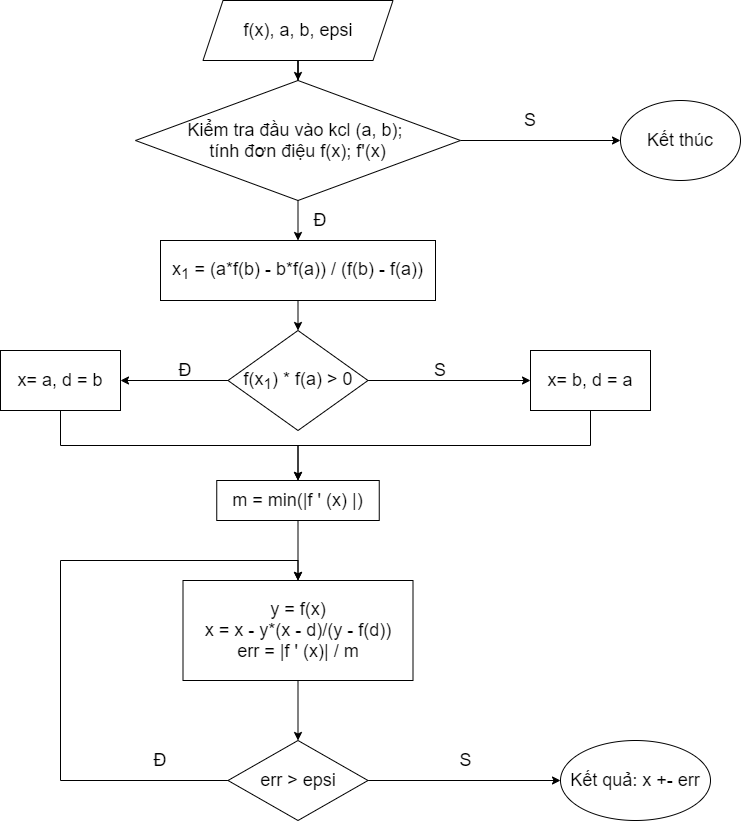 f(x), a, b, epsi
Kiểm tra đầu vào kcl (a, b);
tính đơn điệu f(x); f'(x)
S
Kết thúc
Đ
x₁ = (a*f(b) - b*f(a)) / (f(b) - f(a))
x= a, d = b
Đ
f(x₁) * f(a) > 0
S
x= b, d = a
m = min(|f ' (x) |)
y = f(x)
x = x - y*(x - d)/(y - f(d))
err = |f ' (x)| / m
Đ
err > epsi
S
Kết quả: x +- err